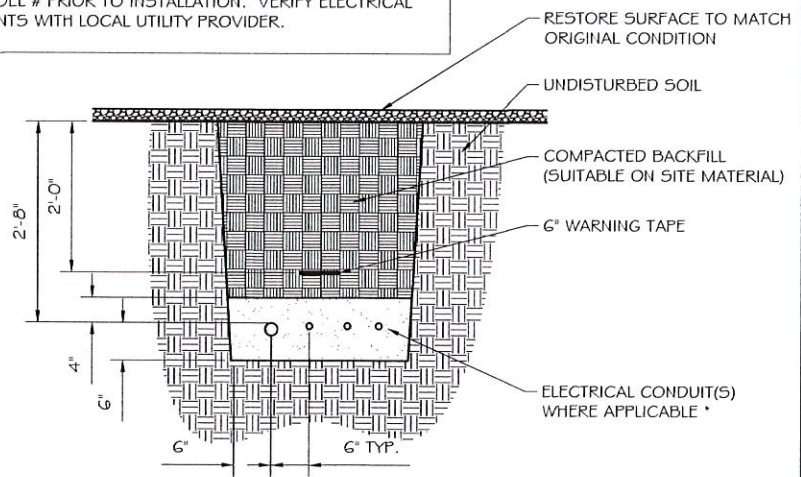 # PRIOR TO INSTALLATION. VERIFY ELECTRICAL
WITH LOCAL UTILITY PROVIDER.
RESTORE SURFACE TO MATCH
ORIGINAL CONDITION
UNDISTURBED SOIL
COMPACTED BACKFILL
(SUITABLE ON SITE MATERIAL)
6" WARNING TAPE
ELECTRICAL CONDUIT(S)
WHERE APPLICABLE *
2'-8"
2'-0"
4"
6"
6"
6" TYP.